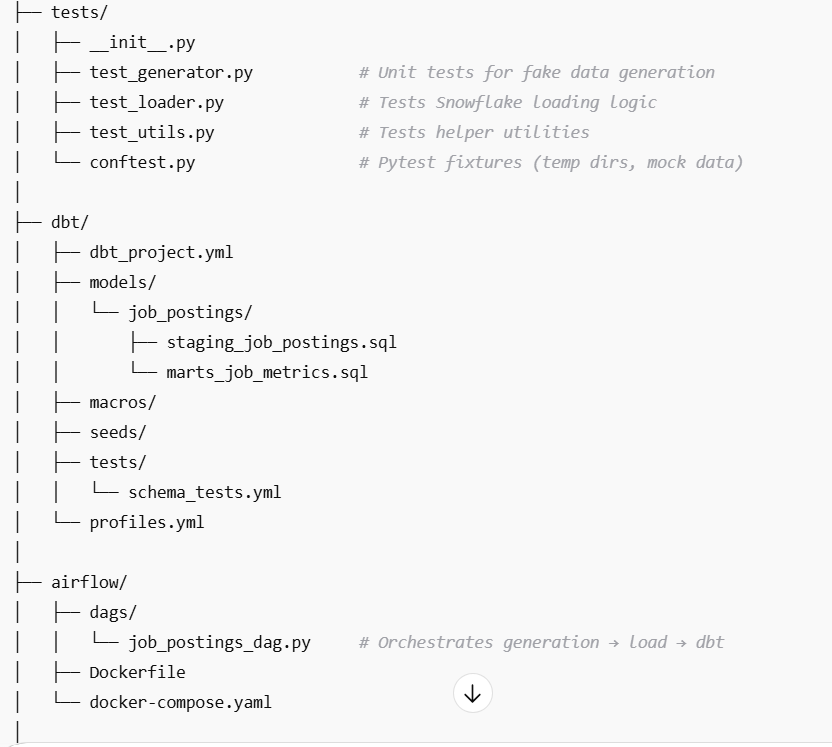 ├── tests/
│   ├── __init__.py
│   ├── test_generator.py           # Unit tests for fake data generation
│   ├── test_loader.py              # Tests Snowflake loading logic
│   ├── test_utils.py               # Tests helper utilities
│   └── conftest.py                 # Pytest fixtures (temp dirs, mock data)
│
├── dbt/
│   ├── dbt_project.yml
│   ├── models/
│   │   └── job_postings/
│   │       ├── staging_job_postings.sql
│   │       └── marts_job_metrics.sql
│   ├── macros/
│   ├── seeds/
│   ├── tests/
│   │   └── schema_tests.yml
│   └── profiles.yml
│
├── airflow/
│   ├── dags/
│   │   └── job_postings_dag.py     # Orchestrates generation → load → dbt
│   ├── Dockerfile
│   └── docker-compose.yaml
│